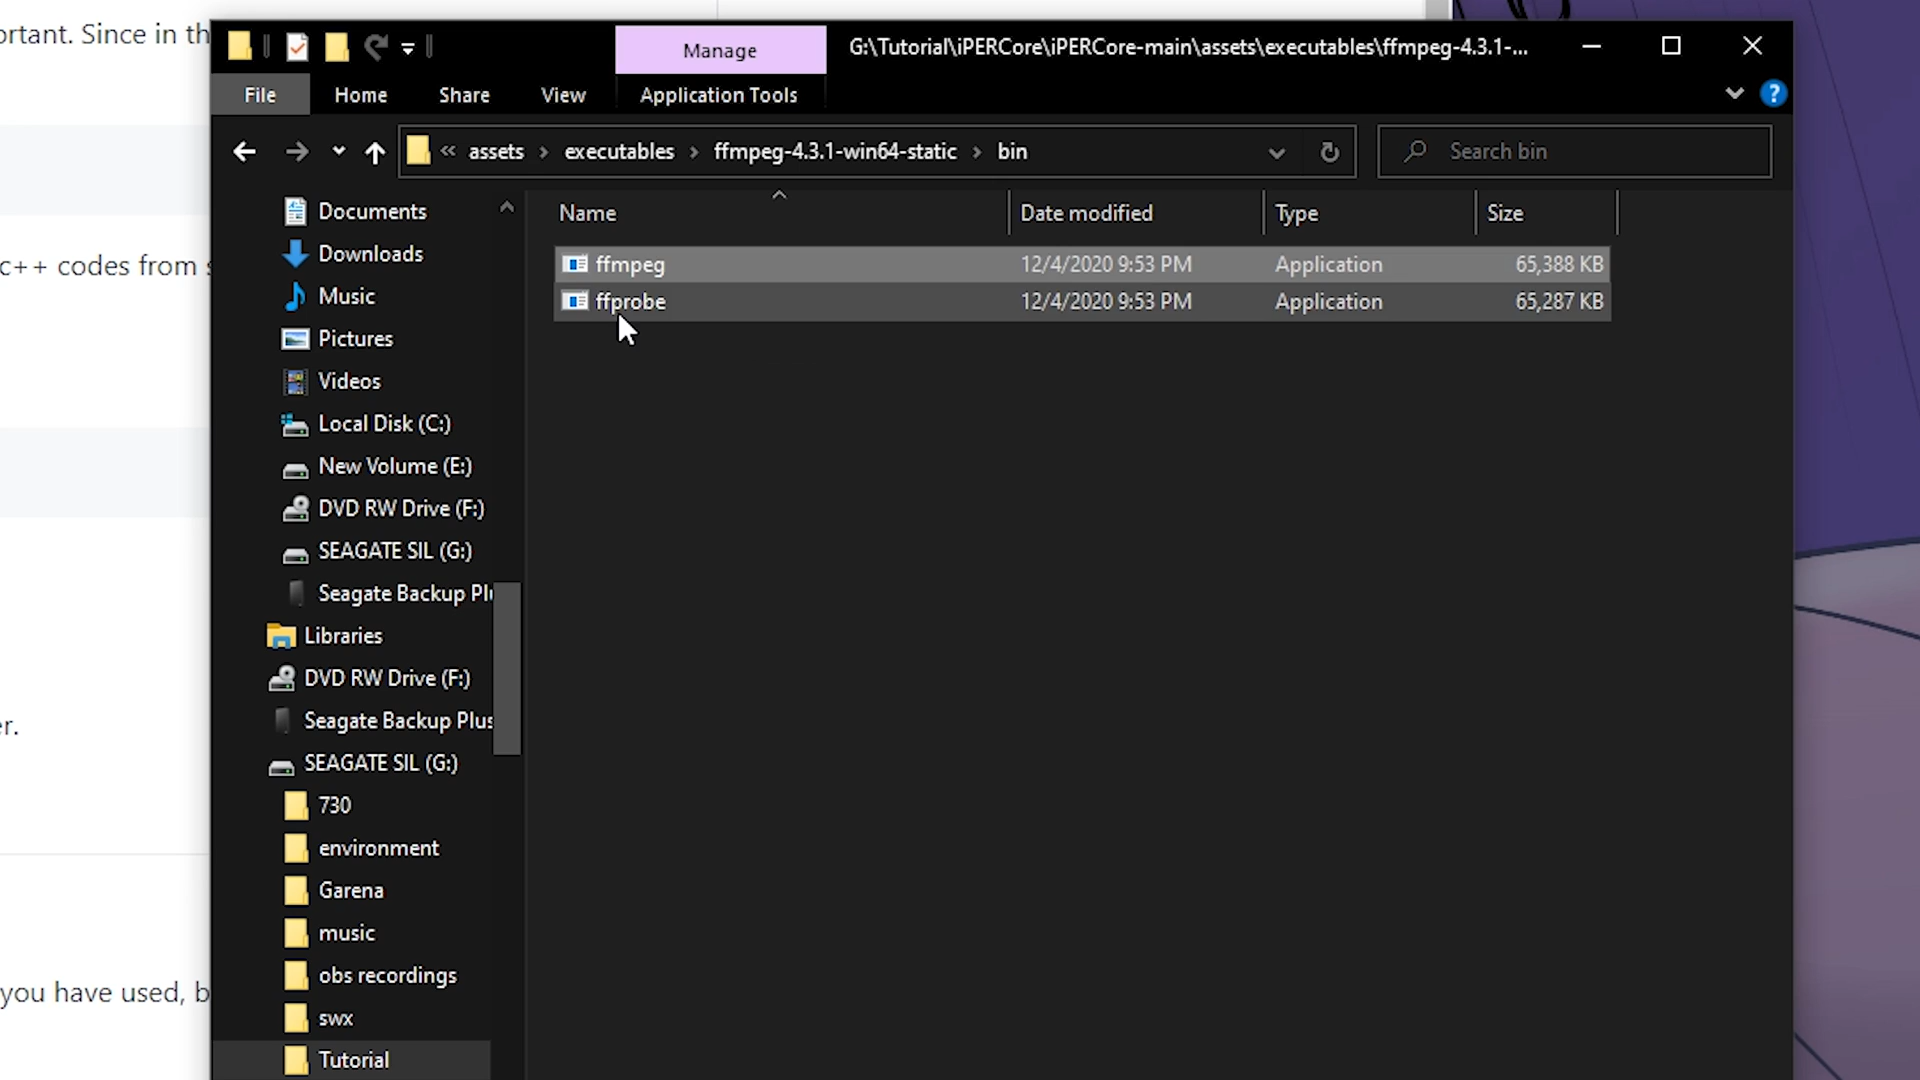 ortant. Since in th
Manage
G:\Tutorial\iPERCore\iPERCore-main\assets\executables\ffmpeg-4.3.1-...
File
Home
Share
View
Application Tools
?
« assets > executables > ffmpeg-4.3.1-win64-static > bin
Search bin
Name
Date modified
Type
Size
ffmpeg
12/4/2020 9:53 PM
Application
65,388 KB
ffprobe
12/4/2020 9:53 PM
Application
65,287 KB
Documents
Downloads
Music
Pictures
Videos
Local Disk (C:)
New Volume (E:)
DVD RW Drive (F:)
SEAGATE SIL (G:)
Seagate Backup Plu
Libraries
DVD RW Drive (F:)
Seagate Backup Plus
SEAGATE SIL (G:)
730
environment
Garena
music
obs recordings
swx
Tutorial
c++ codes from s
er.
you have used, b